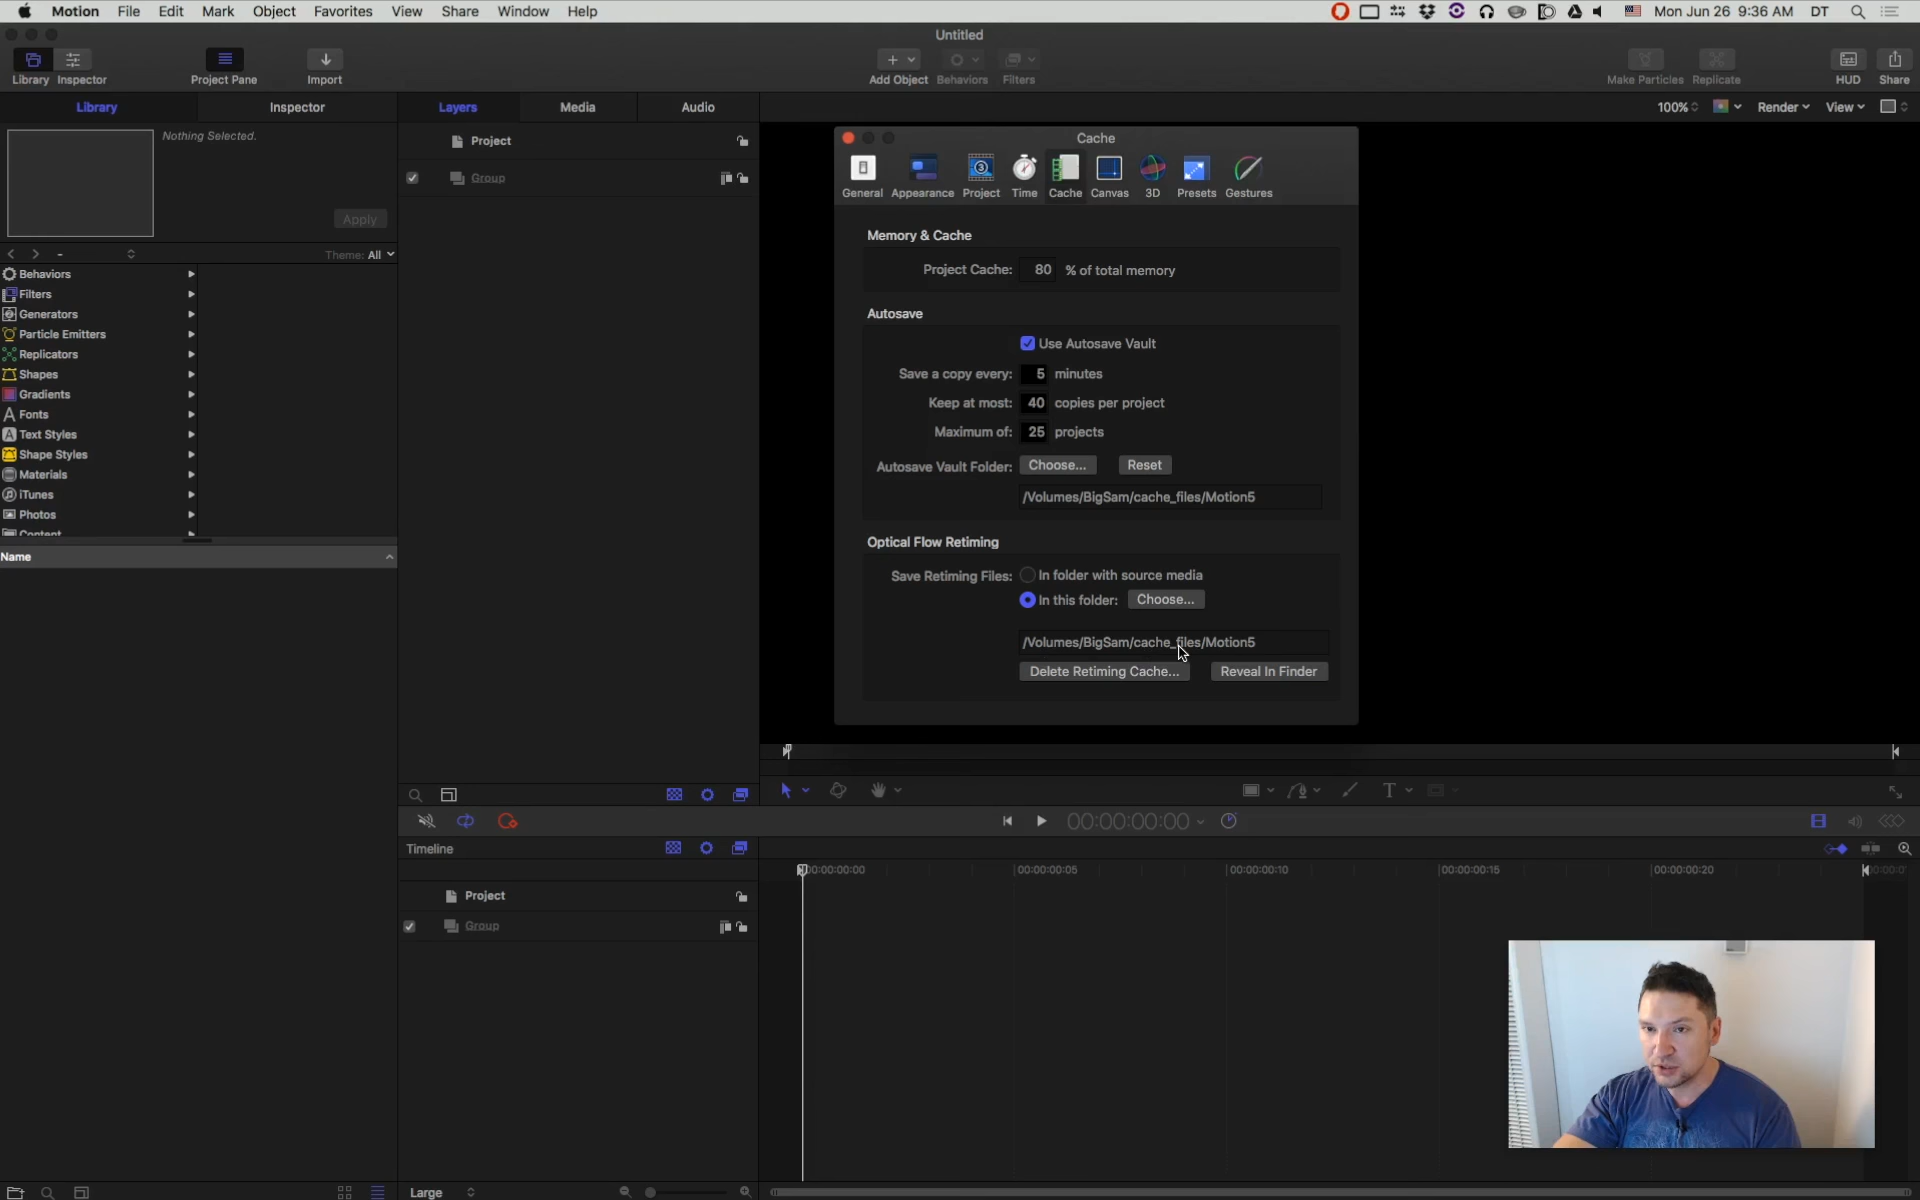 Motion File Edit Mark Object Favorites View Share Window Help Mon Jun 26 9:36 AM DT
Untitled
Library Inspector Project Pane Import Add Object Behaviors Filters Make Particles Replicate HUD Share
Library Inspector Layers Media Audio 100% Render View
Nothing Selected.
Apply
- Theme: All
Behaviors
Filters
Generators
Particle Emitters
Replicators
Shapes
Gradients
Fonts
Text Styles
Shape Styles
Materials
iTunes
Photos
Content
Name
Project
Group
Cache
General Appearance Project Time Cache Canvas 3D Presets Gestures
Memory & Cache
Project Cache: 80 % of total memory
Autosave
Use Autosave Vault
Save a copy every: 5 minutes
Keep at most: 40 copies per project
Maximum of: 25 projects
Autosave Vault Folder: Choose... Reset
/Volumes/BigSam/cache_files/Motion5
Optical Flow Retiming
Save Retiming Files: In folder with source media
In this folder: Choose...
/Volumes/BigSam/cache_files/Motion5
Delete Retiming Cache... Reveal In Finder
T
00:00:00:00
Timeline
00:00:00:00 00:00:00:05 00:00:00:10 00:00:00:15 00:00:00:20
Project
Group
Large